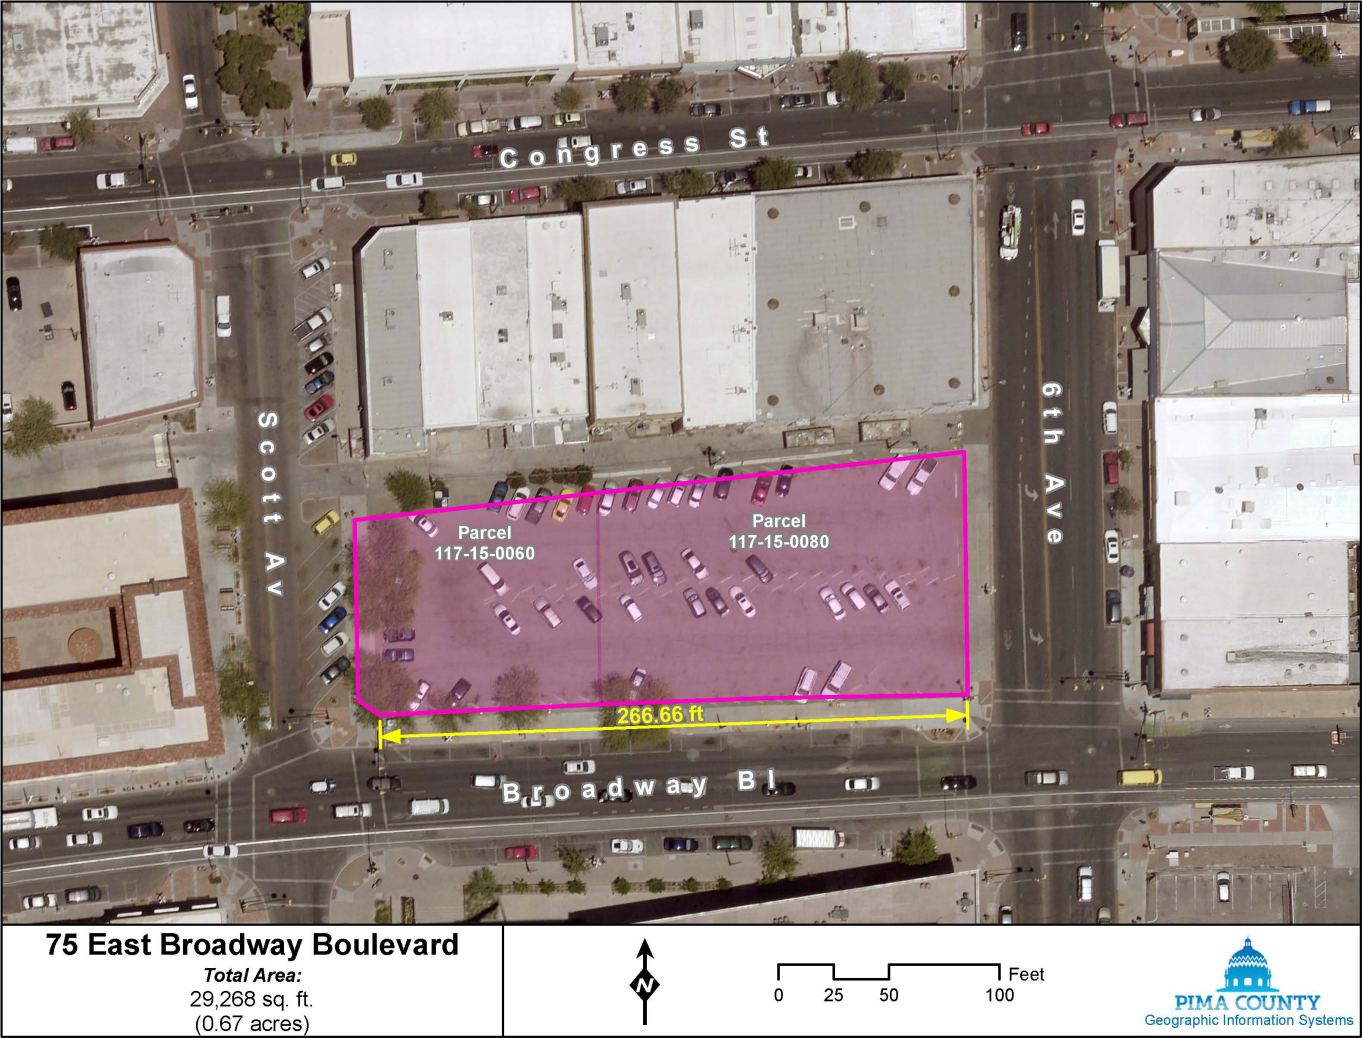 Congress St
Scott Av
6th Ave
Parcel
117-15-0060
Parcel
117-15-0080
266.66 ft
Broadway Bl
75 East Broadway Boulevard
Total Area:
29,268 sq. ft.
(0.67 acres)
N
0 25 50 100 Feet
PIMA COUNTY
Geographic Information Systems